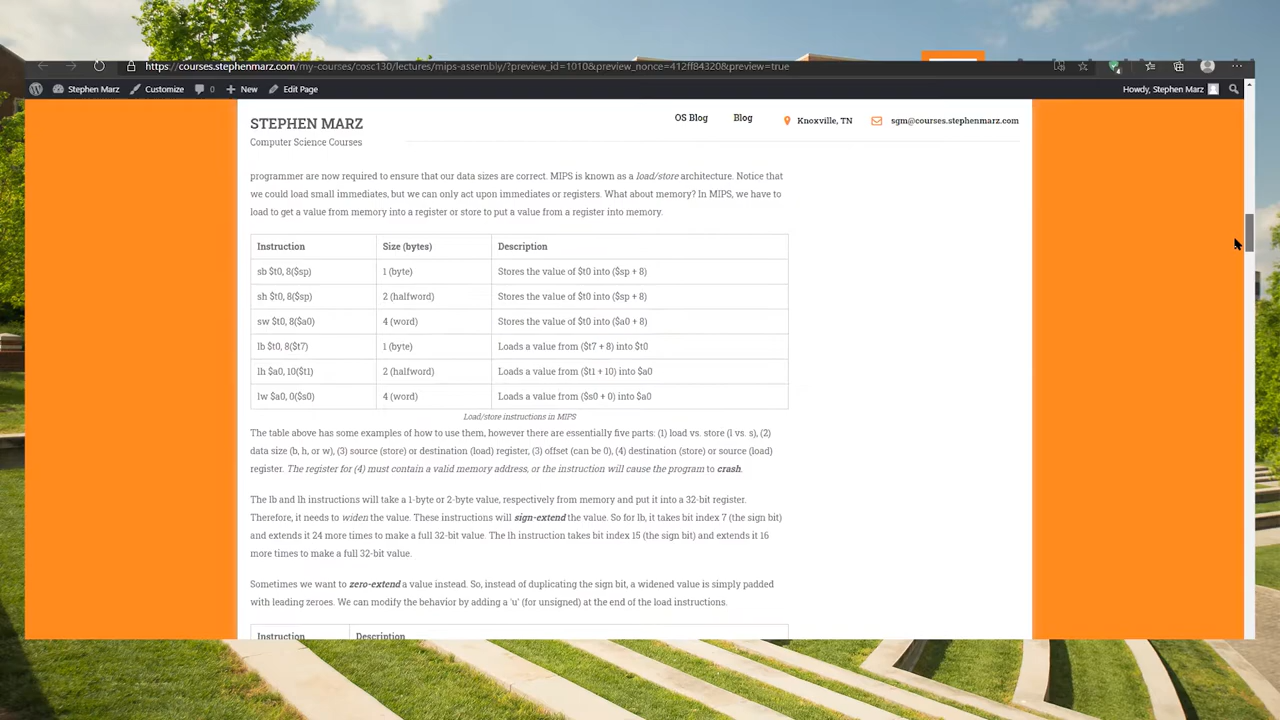 https://courses.stephenmarz.com/my-courses/cosc130/lectures/mips-assembly/?preview_id=1010&preview_nonce=412ff84320&preview=true
Stephen Marz Customize 0 New Edit Page Howdy, Stephen Marz
STEPHEN MARZ
Computer Science Courses
OS Blog Blog Knoxville, TN sgm@courses.stephenmarz.com
programmer are now required to ensure that our data sizes are correct. MIPS is known as a load/store architecture. Notice that
we could load small immediates, but we can only act upon immediates or registers. What about memory? In MIPS, we have to
load to get a value from memory into a register or store to put a value from a register into memory.
Instruction Size (bytes) Description
sb $t0, 8($sp) 1 (byte) Stores the value of $t0 into ($sp + 8)
sh $t0, 8($sp) 2 (halfword) Stores the value of $t0 into ($sp + 8)
sw $t0, 8($a0) 4 (word) Stores the value of $t0 into ($a0 + 8)
lb $t0, 8($t7) 1 (byte) Loads a value from ($t7 + 8) into $t0
lh $a0, 10($t1) 2 (halfword) Loads a value from ($t1 + 10) into $a0
lw $a0, 0($s0) 4 (word) Loads a value from ($s0 + 0) into $a0
Load/store instructions in MIPS
The table above has some examples of how to use them, however there are essentially five parts: (1) load vs. store (l vs. s), (2)
data size (b, h, or w), (3) source (store) or destination (load) register, (3) offset (can be 0), (4) destination (store) or source (load)
register. The register for (4) must contain a valid memory address, or the instruction will cause the program to crash.
The lb and lh instructions will take a 1-byte or 2-byte value, respectively from memory and put it into a 32-bit register.
Therefore, it needs to widen the value. These instructions will sign-extend the value. So for lb, it takes bit index 7 (the sign bit)
and extends it 24 more times to make a full 32-bit value. The lh instruction takes bit index 15 (the sign bit) and extends it 16
more times to make a full 32-bit value.
Sometimes we want to zero-extend a value instead. So, instead of duplicating the sign bit, a widened value is simply padded
with leading zeroes. We can modify the behavior by adding a 'u' (for unsigned) at the end of the load instructions.
Instruction Description